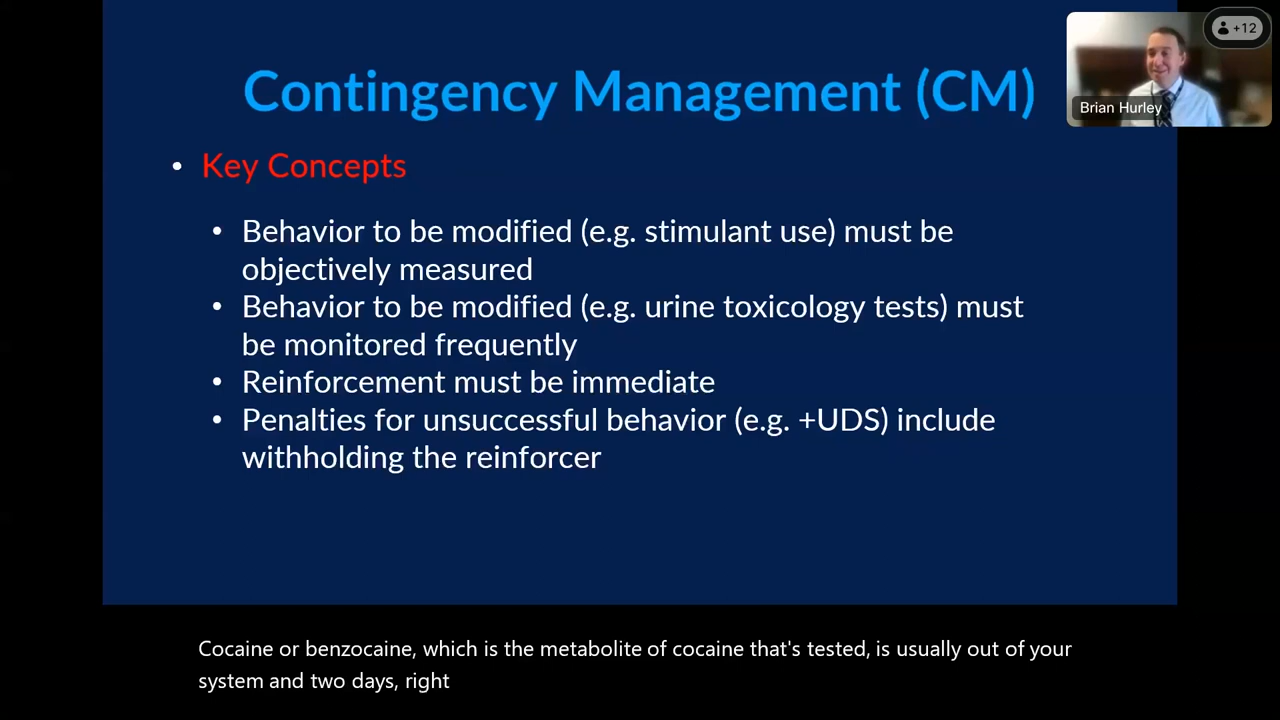 Contingency Management (CM)
+12
Brian Hurley
• Key Concepts
• Behavior to be modified (e.g. stimulant use) must be
objectively measured
• Behavior to be modified (e.g. urine toxicology tests) must
be monitored frequently
• Reinforcement must be immediate
• Penalties for unsuccessful behavior (e.g. +UDS) include
withholding the reinforcer
Cocaine or benzocaine, which is the metabolite of cocaine that's tested, is usually out of your
system and two days, right